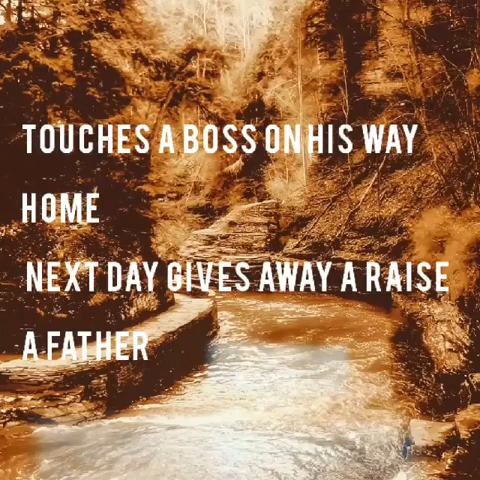 TOUCHES A BOSS ON HIS WAY
HOME
NEXT DAY GIVES AWAY A RAISE
A FATHER